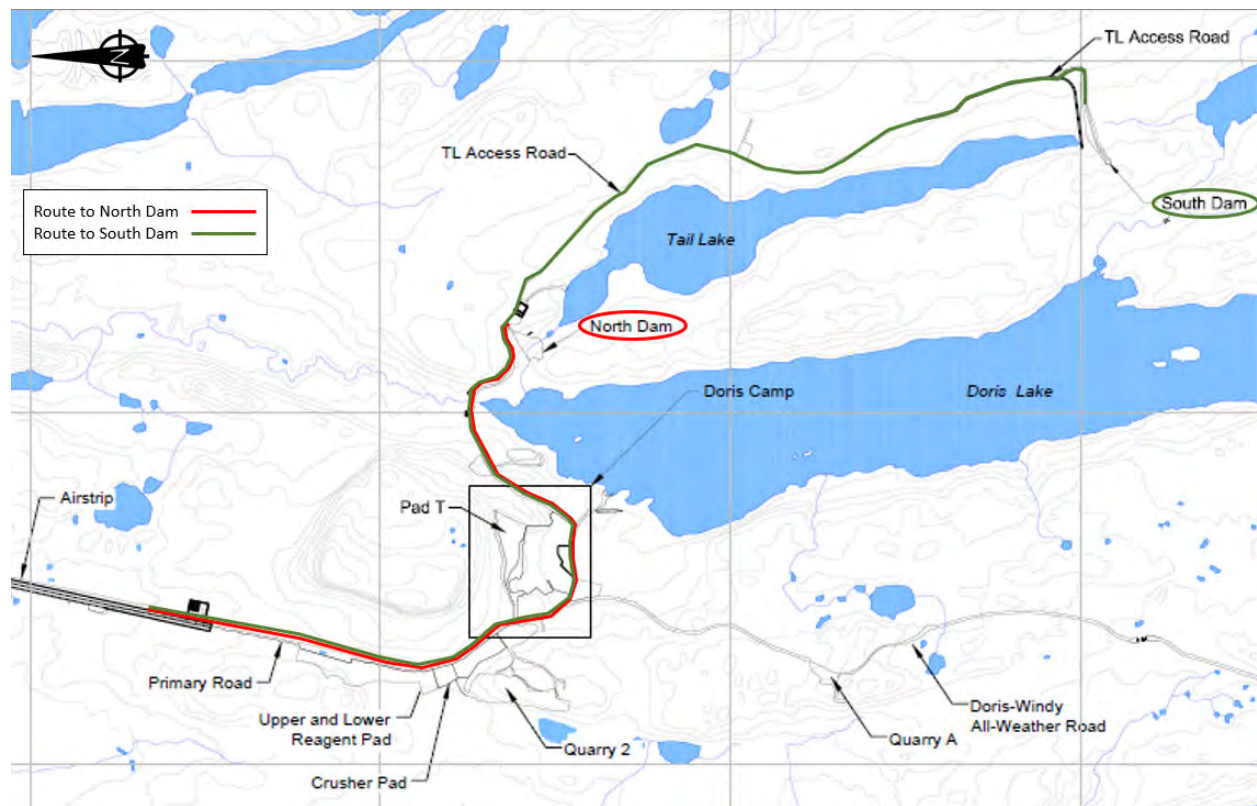 N
TL Access Road
TL Access Road
Route to North Dam
Route to South Dam
South Dam
Tail Lake
North Dam
Doris Camp
Doris Lake
Airstrip
Pad T
Primary Road
Upper and Lower
Reagent Pad
Crusher Pad
Quarry 2
Quarry A
Doris-Windy
All-Weather Road